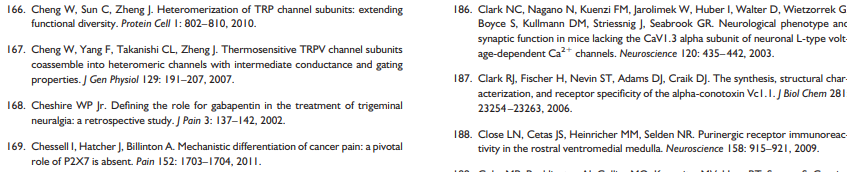 166. Cheng W, Sun C, Zheng J. Heteromerization of TRP channel subunits: extending
functional diversity. Protein Cell 1: 802–810, 2010.
167. Cheng W, Yang F, Takanishi CL, Zheng J. Thermosensitive TRPV channel subunits
coassemble into heteromeric channels with intermediate conductance and gating
properties. J Gen Physiol 129: 191–207, 2007.
168. Cheshire WP Jr. Defining the role for gabapentin in the treatment of trigeminal
neuralgia: a retrospective study. J Pain 3: 137–142, 2002.
169. Chessell I, Hatcher J, Billinton A. Mechanistic differentiation of cancer pain: a pivotal
role of P2X7 is absent. Pain 152: 1703–1704, 2011.
186. Clark NC, Nagano N, Kuenzi FM, Jarolimek W, Huber I, Walter D, Wietzorrek G
Boyce S, Kullmann DM, Striessnig J, Seabrook GR. Neurological phenotype and
synaptic function in mice lacking the CaV1.3 alpha subunit of neuronal L-type volt-
age-dependent Ca2+ channels. Neuroscience 120: 435–442, 2003.
187. Clark RJ, Fischer H, Nevin ST, Adams DJ, Craik DJ. The synthesis, structural char-
acterization, and receptor specificity of the alpha-conotoxin Vc1.1. J Biol Chem 281
23254–23263, 2006.
188. Close LN, Cetas JS, Heinricher MM, Selden NR. Purinergic receptor immunoreac-
tivity in the rostral ventromedial medulla. Neuroscience 158: 915–921, 2009.